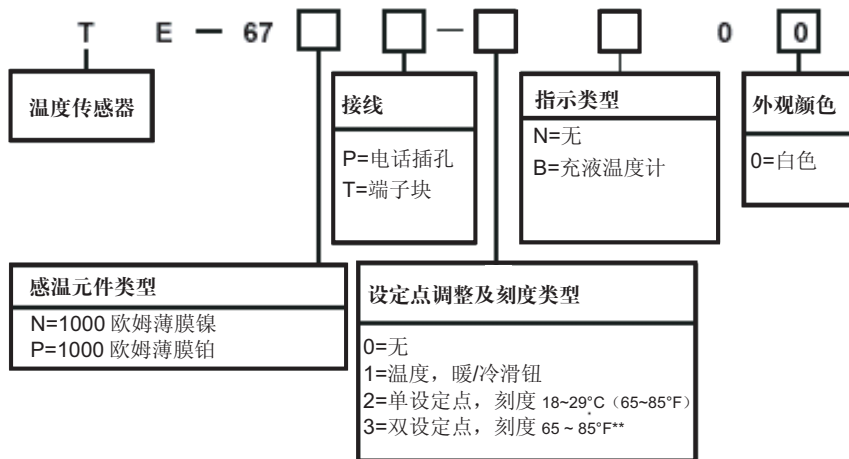 T E — 67 □ □ — □ □ 0 0
温度传感器
接线
P=电话插孔
T=端子块
指示类型
N=无
B=充液温度计
外观颜色
0=白色
感温元件类型
N=1000 欧姆薄膜镍
P=1000 欧姆薄膜铂
设定点调整及刻度类型
0=无
1=温度，暖/冷滑钮
2=单设定点，刻度 18~29°C（65~85°F）
*
3=双设定点，刻度 65 ~ 85°F**